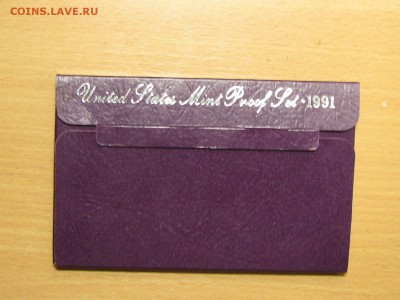 COINS.LAVE.RU
United States Mint Proof Set · 1991